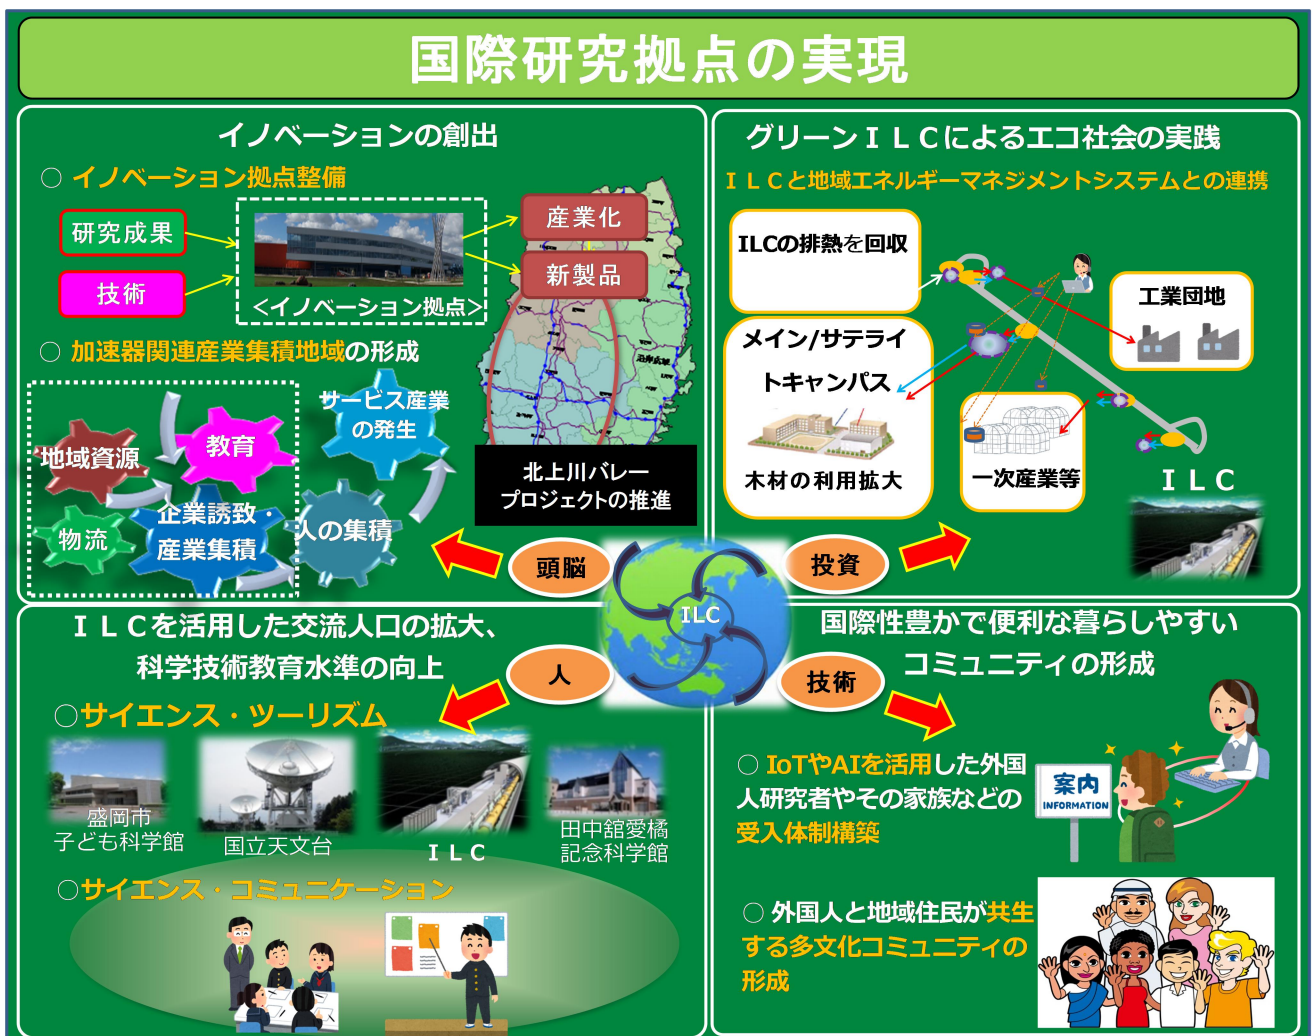 国際研究拠点の実現
イノベーションの創出
○ イノベーション拠点整備
研究成果
技術
＜イノベーション拠点＞
産業化
新製品
○ 加速器関連産業集積地域の形成
地域資源
教育
物流
企業誘致・
産業集積
サービス産業
の発生
人の集積
沿岸広域
北上川バレー
プロジェクトの推進
グリーンＩＬＣによるエコ社会の実践
ＩＬＣと地域エネルギーマネジメントシステムとの連携
ILCの排熱を回収
メイン/サテライ
トキャンパス
木材の利用拡大
工業団地
一次産業等
ＩＬＣ
頭脳
投資
人
技術
ILC
ＩＬＣを活用した交流人口の拡大、
科学技術教育水準の向上
○サイエンス・ツーリズム
盛岡市
子ども科学館
国立天文台
ＩＬＣ
田中舘愛橘
記念科学館
○サイエンス・コミュニケーション
国際性豊かで便利な暮らしやすい
コミュニティの形成
○ IoTやAIを活用した外国
人研究者やその家族などの
受入体制構築
案内
INFORMATION
○ 外国人と地域住民が共生
する多文化コミュニティの
形成